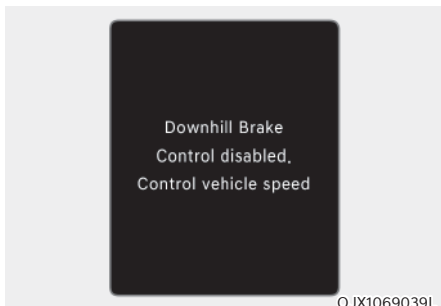 Downhill Brake
Control disabled.
Control vehicle speed
OJX1069039L